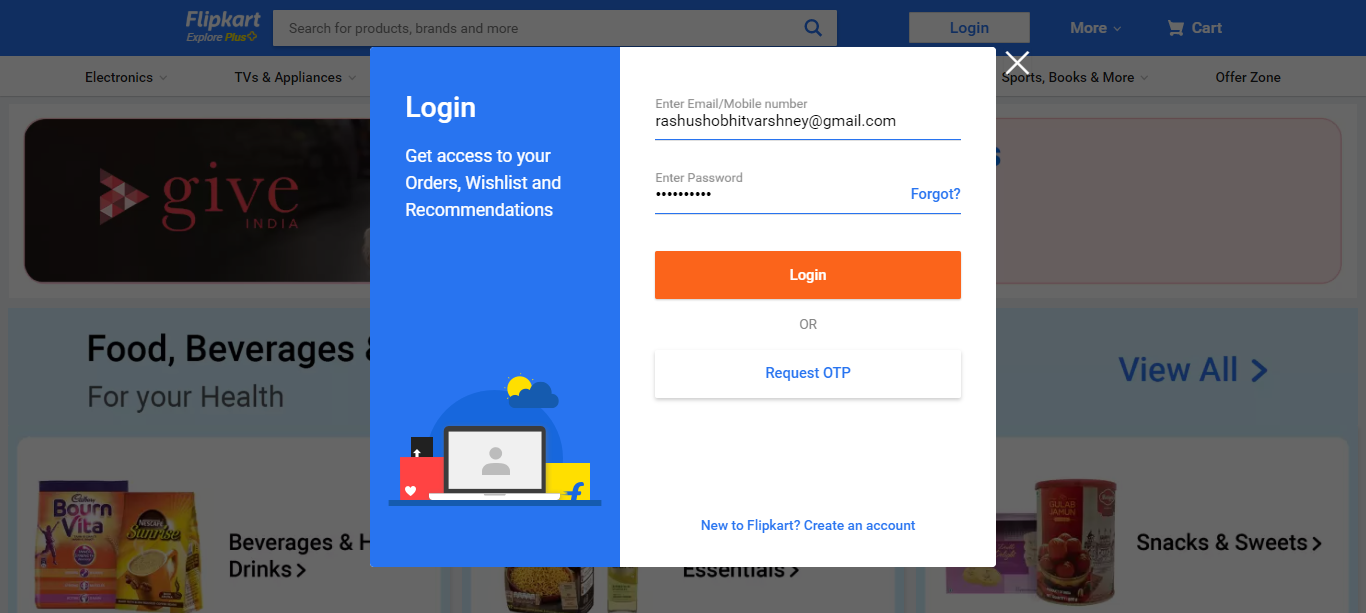 Flipkart
Explore Plus
Search for products, brands and more
Login
More
Cart
Electronics
TVs & Appliances
Sports, Books & More
Offer Zone
Login
Get access to your
Orders, Wishlist and
Recommendations
Enter Email/Mobile number
rashushobhitvarshney@gmail.com
Enter Password
••••••••••
Forgot?
Login
OR
Request OTP
New to Flipkart? Create an account
give
INDIA
Food, Beverages &
For your Health
View All
Cadbury
BournVita
NESCAFE
Sunrise
Beverages & H
Drinks
Essentials
GULAB
JAMUN
Snacks & Sweets